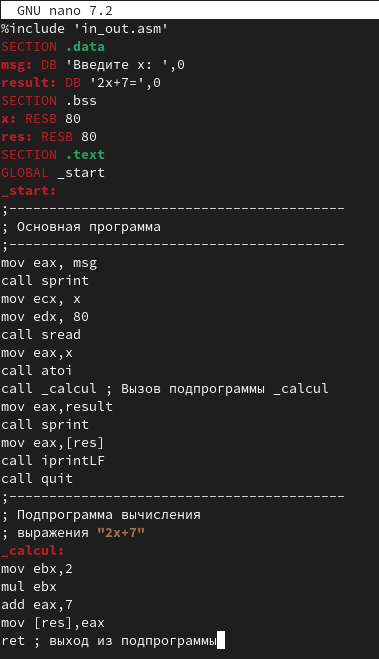 GNU nano 7.2
%include 'in_out.asm'
SECTION .data
msg: DB 'Введите x: ',0
result: DB '2x+7=',0
SECTION .bss
x: RESB 80
res: RESB 80
SECTION .text
GLOBAL _start
_start:
;------------------------------------------
; Основная программа
;------------------------------------------
mov eax, msg
call sprint
mov ecx, x
mov edx, 80
call sread
mov eax,x
call atoi
call _calcul ; Вызов подпрограммы _calcul
mov eax,result
call sprint
mov eax,[res]
call iprintLF
call quit
;------------------------------------------
; Подпрограмма вычисления
; выражения "2x+7"
_calcul:
mov ebx,2
mul ebx
add eax,7
mov [res],eax
ret ; выход из подпрограммы